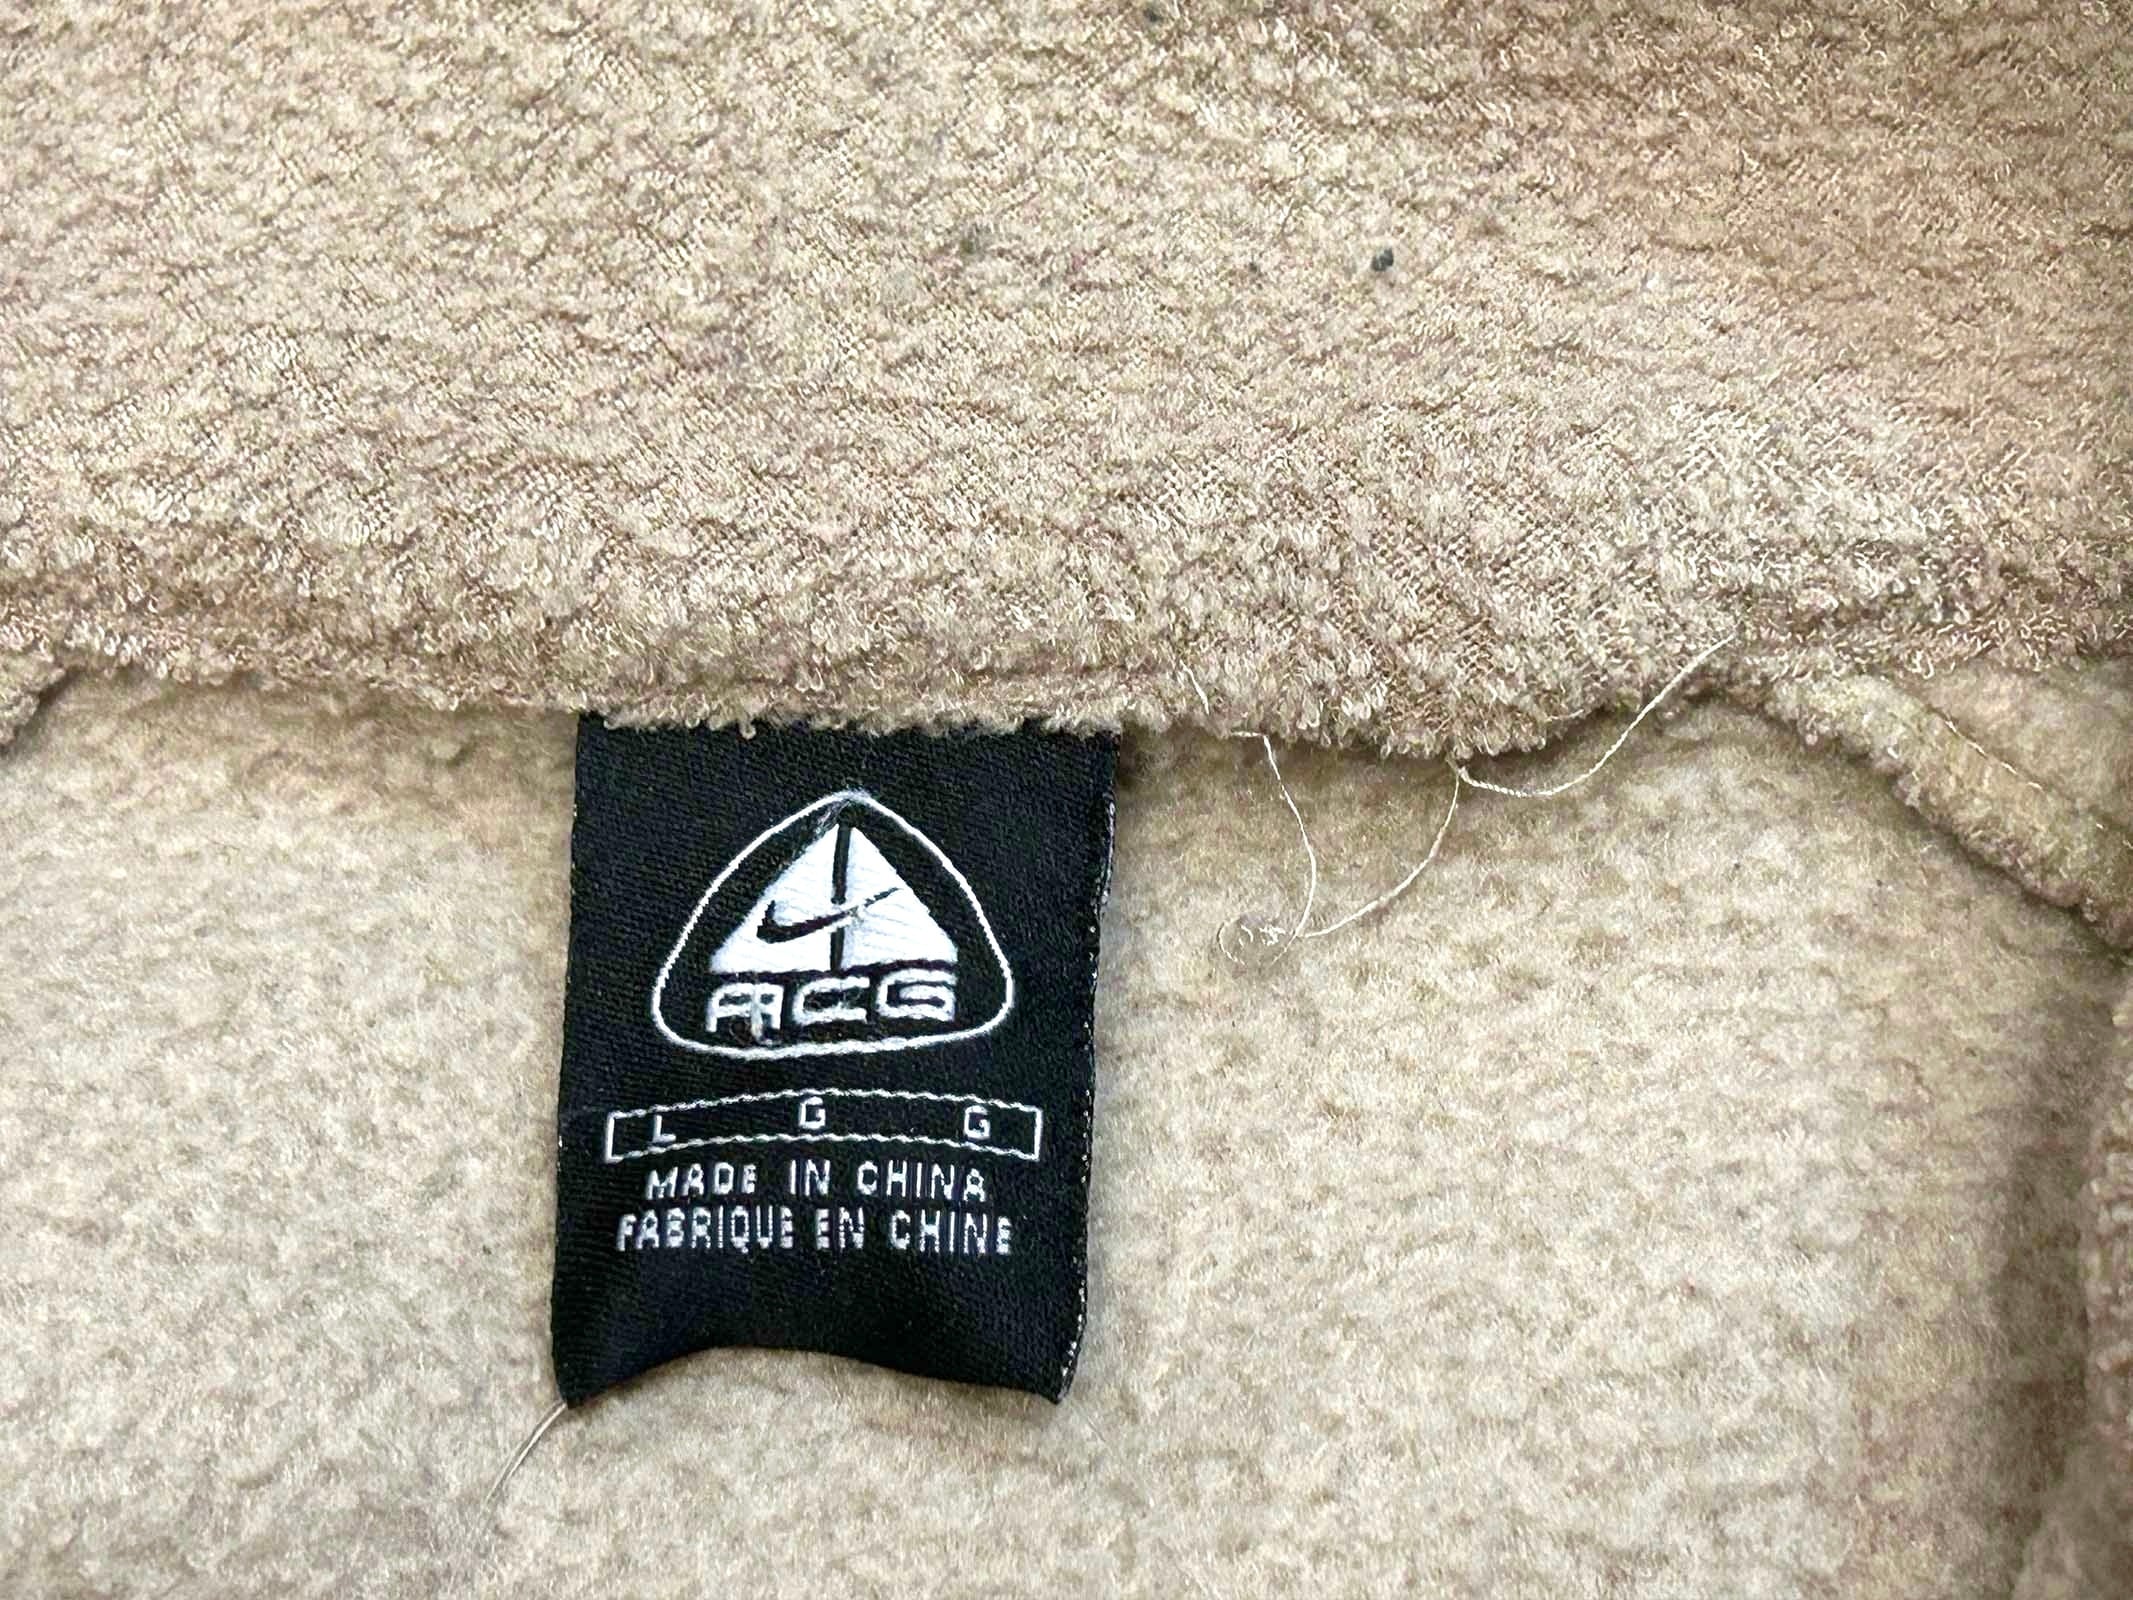 ACG
L G G
MADE IN CHINA
FABRIQUE EN CHINE